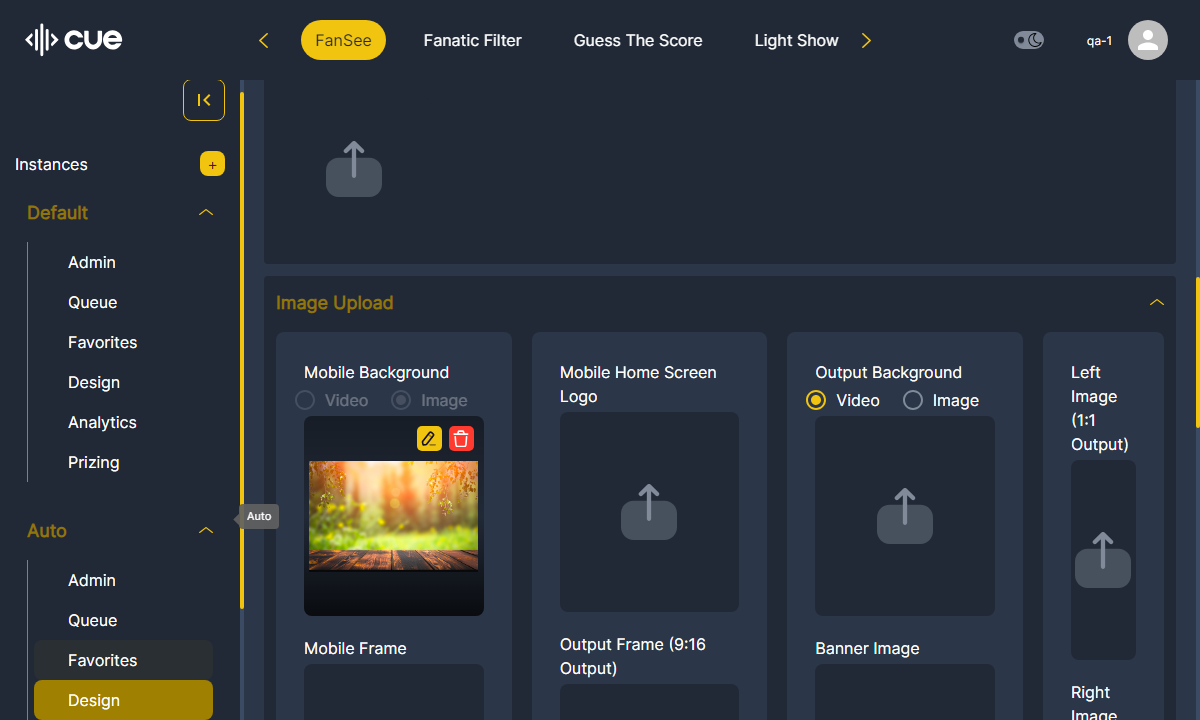 cue
FanSee
Fanatic Filter
Guess The Score
Light Show
qa-1
Instances
+
Default
Admin
Queue
Favorites
Design
Analytics
Prizing
Auto
Auto
Admin
Queue
Favorites
Design
Image Upload
Mobile Background
Video
Image
Mobile Home Screen
Logo
Output Background
Video
Image
Left
Image
(1:1
Output)
Mobile Frame
Output Frame (9:16
Output)
Banner Image
Right
Image